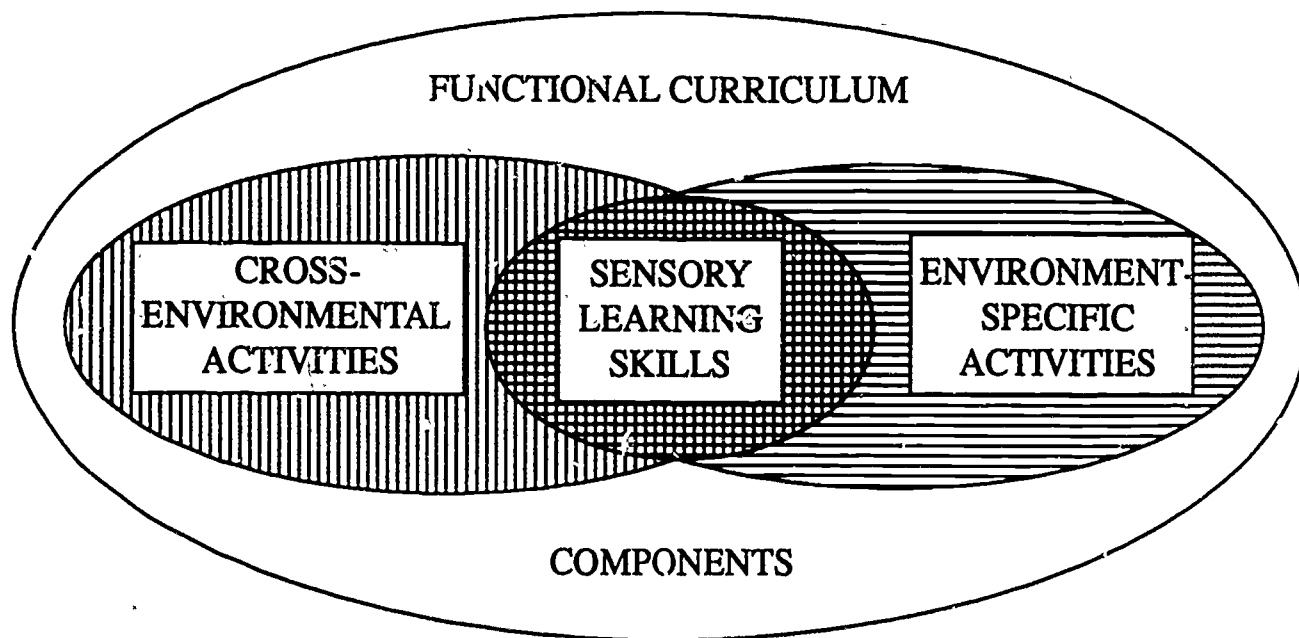 FUNCTIONAL CURRICULUM
CROSS-
ENVIRONMENTAL
ACTIVITIES
SENSORY
LEARNING
SKILLS
ENVIRONMENT-
SPECIFIC
ACTIVITIES
COMPONENTS